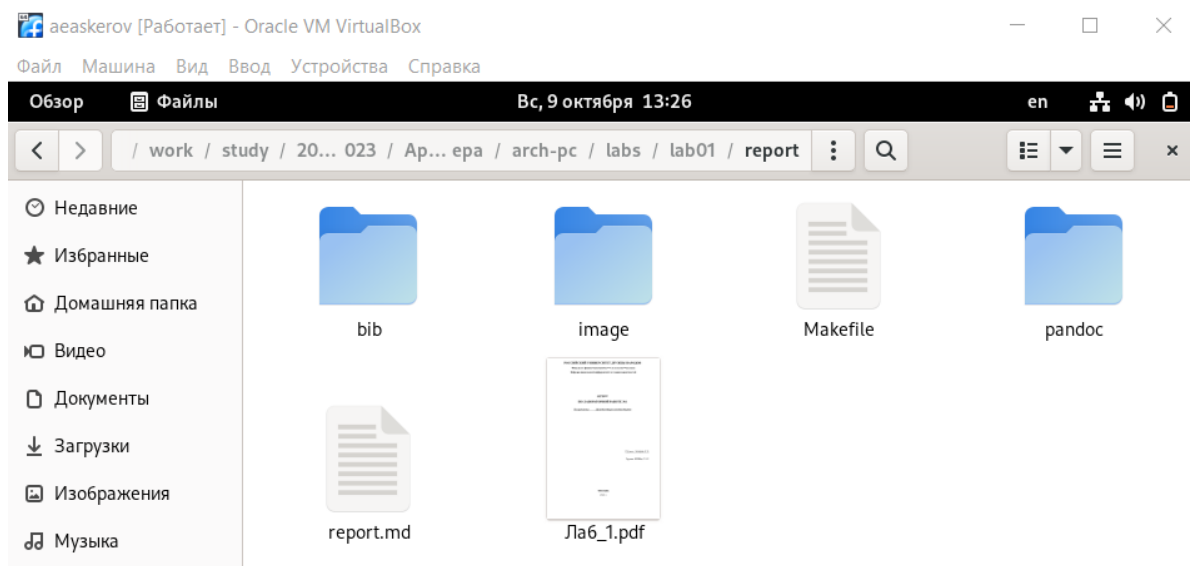 aeaskerov [Работает] - Oracle VM VirtualBox
Файл Машина Вид Ввод Устройства Справка
Обзор Файлы Вс, 9 октября 13:26 en
/ work / study / 20... 023 / Ар... ера / arch-pc / labs / lab01 / report
Недавние
Избранные
Домашняя папка
Видео
Документы
Загрузки
Изображения
Музыка
bib image Makefile pandoc
report.md Лаб_1.pdf